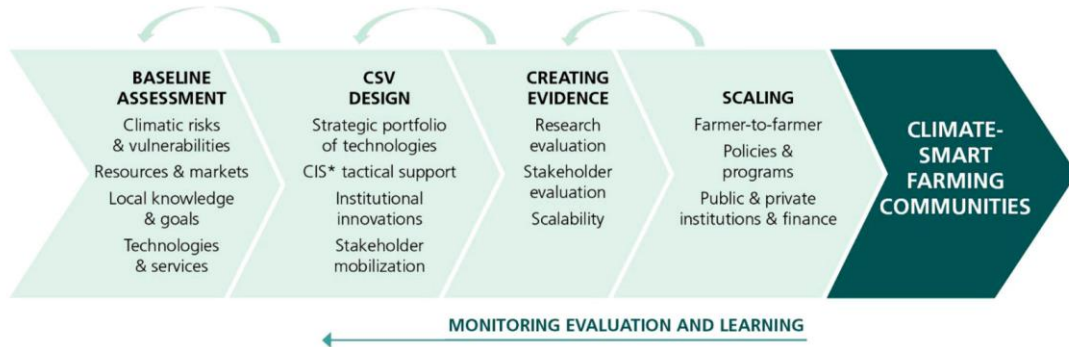 BASELINE
ASSESSMENT
Climatic risks
& vulnerabilities
Resources & markets
Local knowledge
& goals
Technologies
& services
CSV
DESIGN
Strategic portfolio
of technologies
CIS* tactical support
Institutional
innovations
Stakeholder
mobilization
CREATING
EVIDENCE
Research
evaluation
Stakeholder
evaluation
Scalability
SCALING
Farmer-to-farmer
Policies &
programs
Public & private
institutions & finance
CLIMATE-
SMART
FARMING
COMMUNITIES
MONITORING EVALUATION AND LEARNING